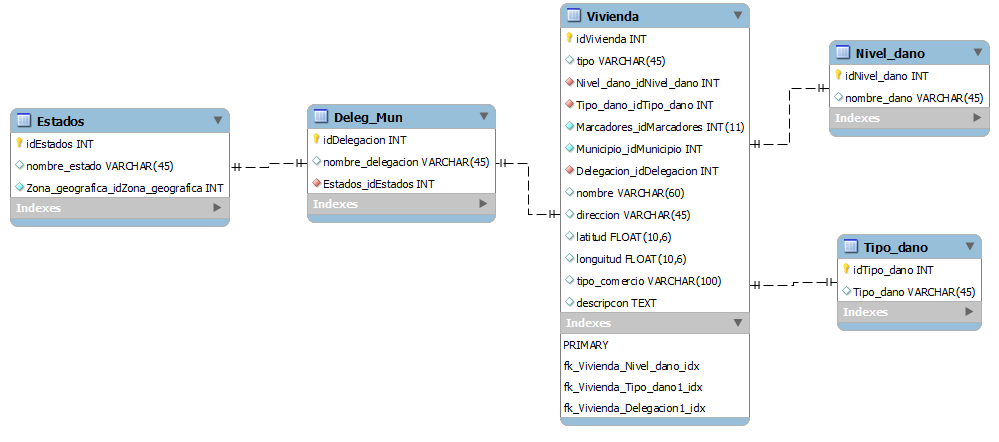 Estados
idEstados INT
nombre_estado VARCHAR(45)
Zona_geografica_idZona_geografica INT
Indexes
Deleg_Mun
idDelegacion INT
nombre_delegacion VARCHAR(45)
Estados_idEstados INT
Indexes
Vivienda
idVivienda INT
tipo VARCHAR(45)
Nivel_dano_idNivel_dano INT
Tipo_dano_idTipo_dano INT
Marcadores_idMarcadores INT(11)
Municipio_idMunicipio INT
Delegacion_idDelegacion INT
nombre VARCHAR(60)
direccion VARCHAR(45)
latitud FLOAT(10,6)
longuitud FLOAT(10,6)
tipo_comercio VARCHAR(100)
descripcon TEXT
Indexes
PRIMARY
fk_Vivienda_Nivel_dano_idx
fk_Vivienda_Tipo_dano1_idx
fk_Vivienda_Delegacion1_idx
Nivel_dano
idNivel_dano INT
nombre_dano VARCHAR(45)
Indexes
Tipo_dano
idTipo_dano INT
Tipo_dano VARCHAR(45)
Indexes